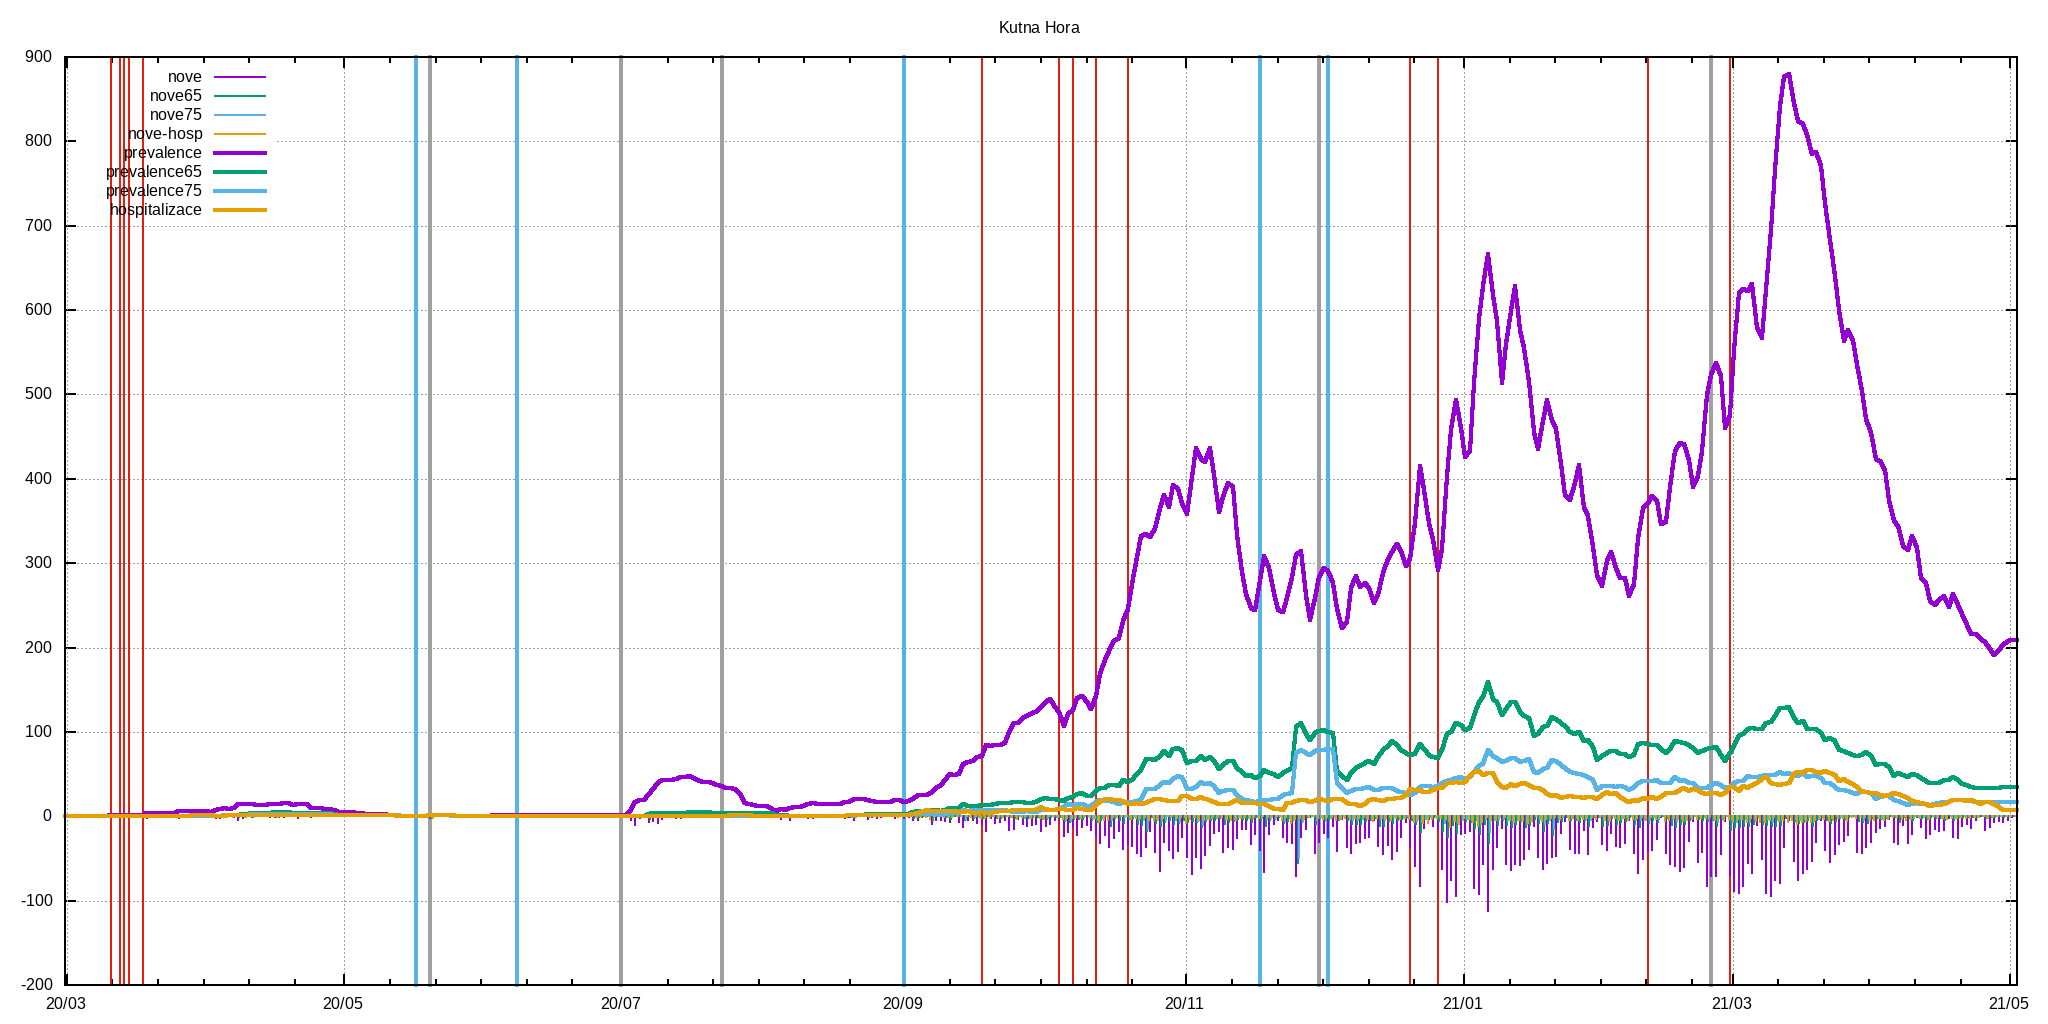 Kutna Hora
900
800
700
600
500
400
300
200
100
0
-100
-200
nove
nove65
nove75
nove-hosp
prevalence
prevalence65
prevalence75
hospitalizace
20/03 20/05 20/07 20/09 20/11 21/01 21/03 21/05